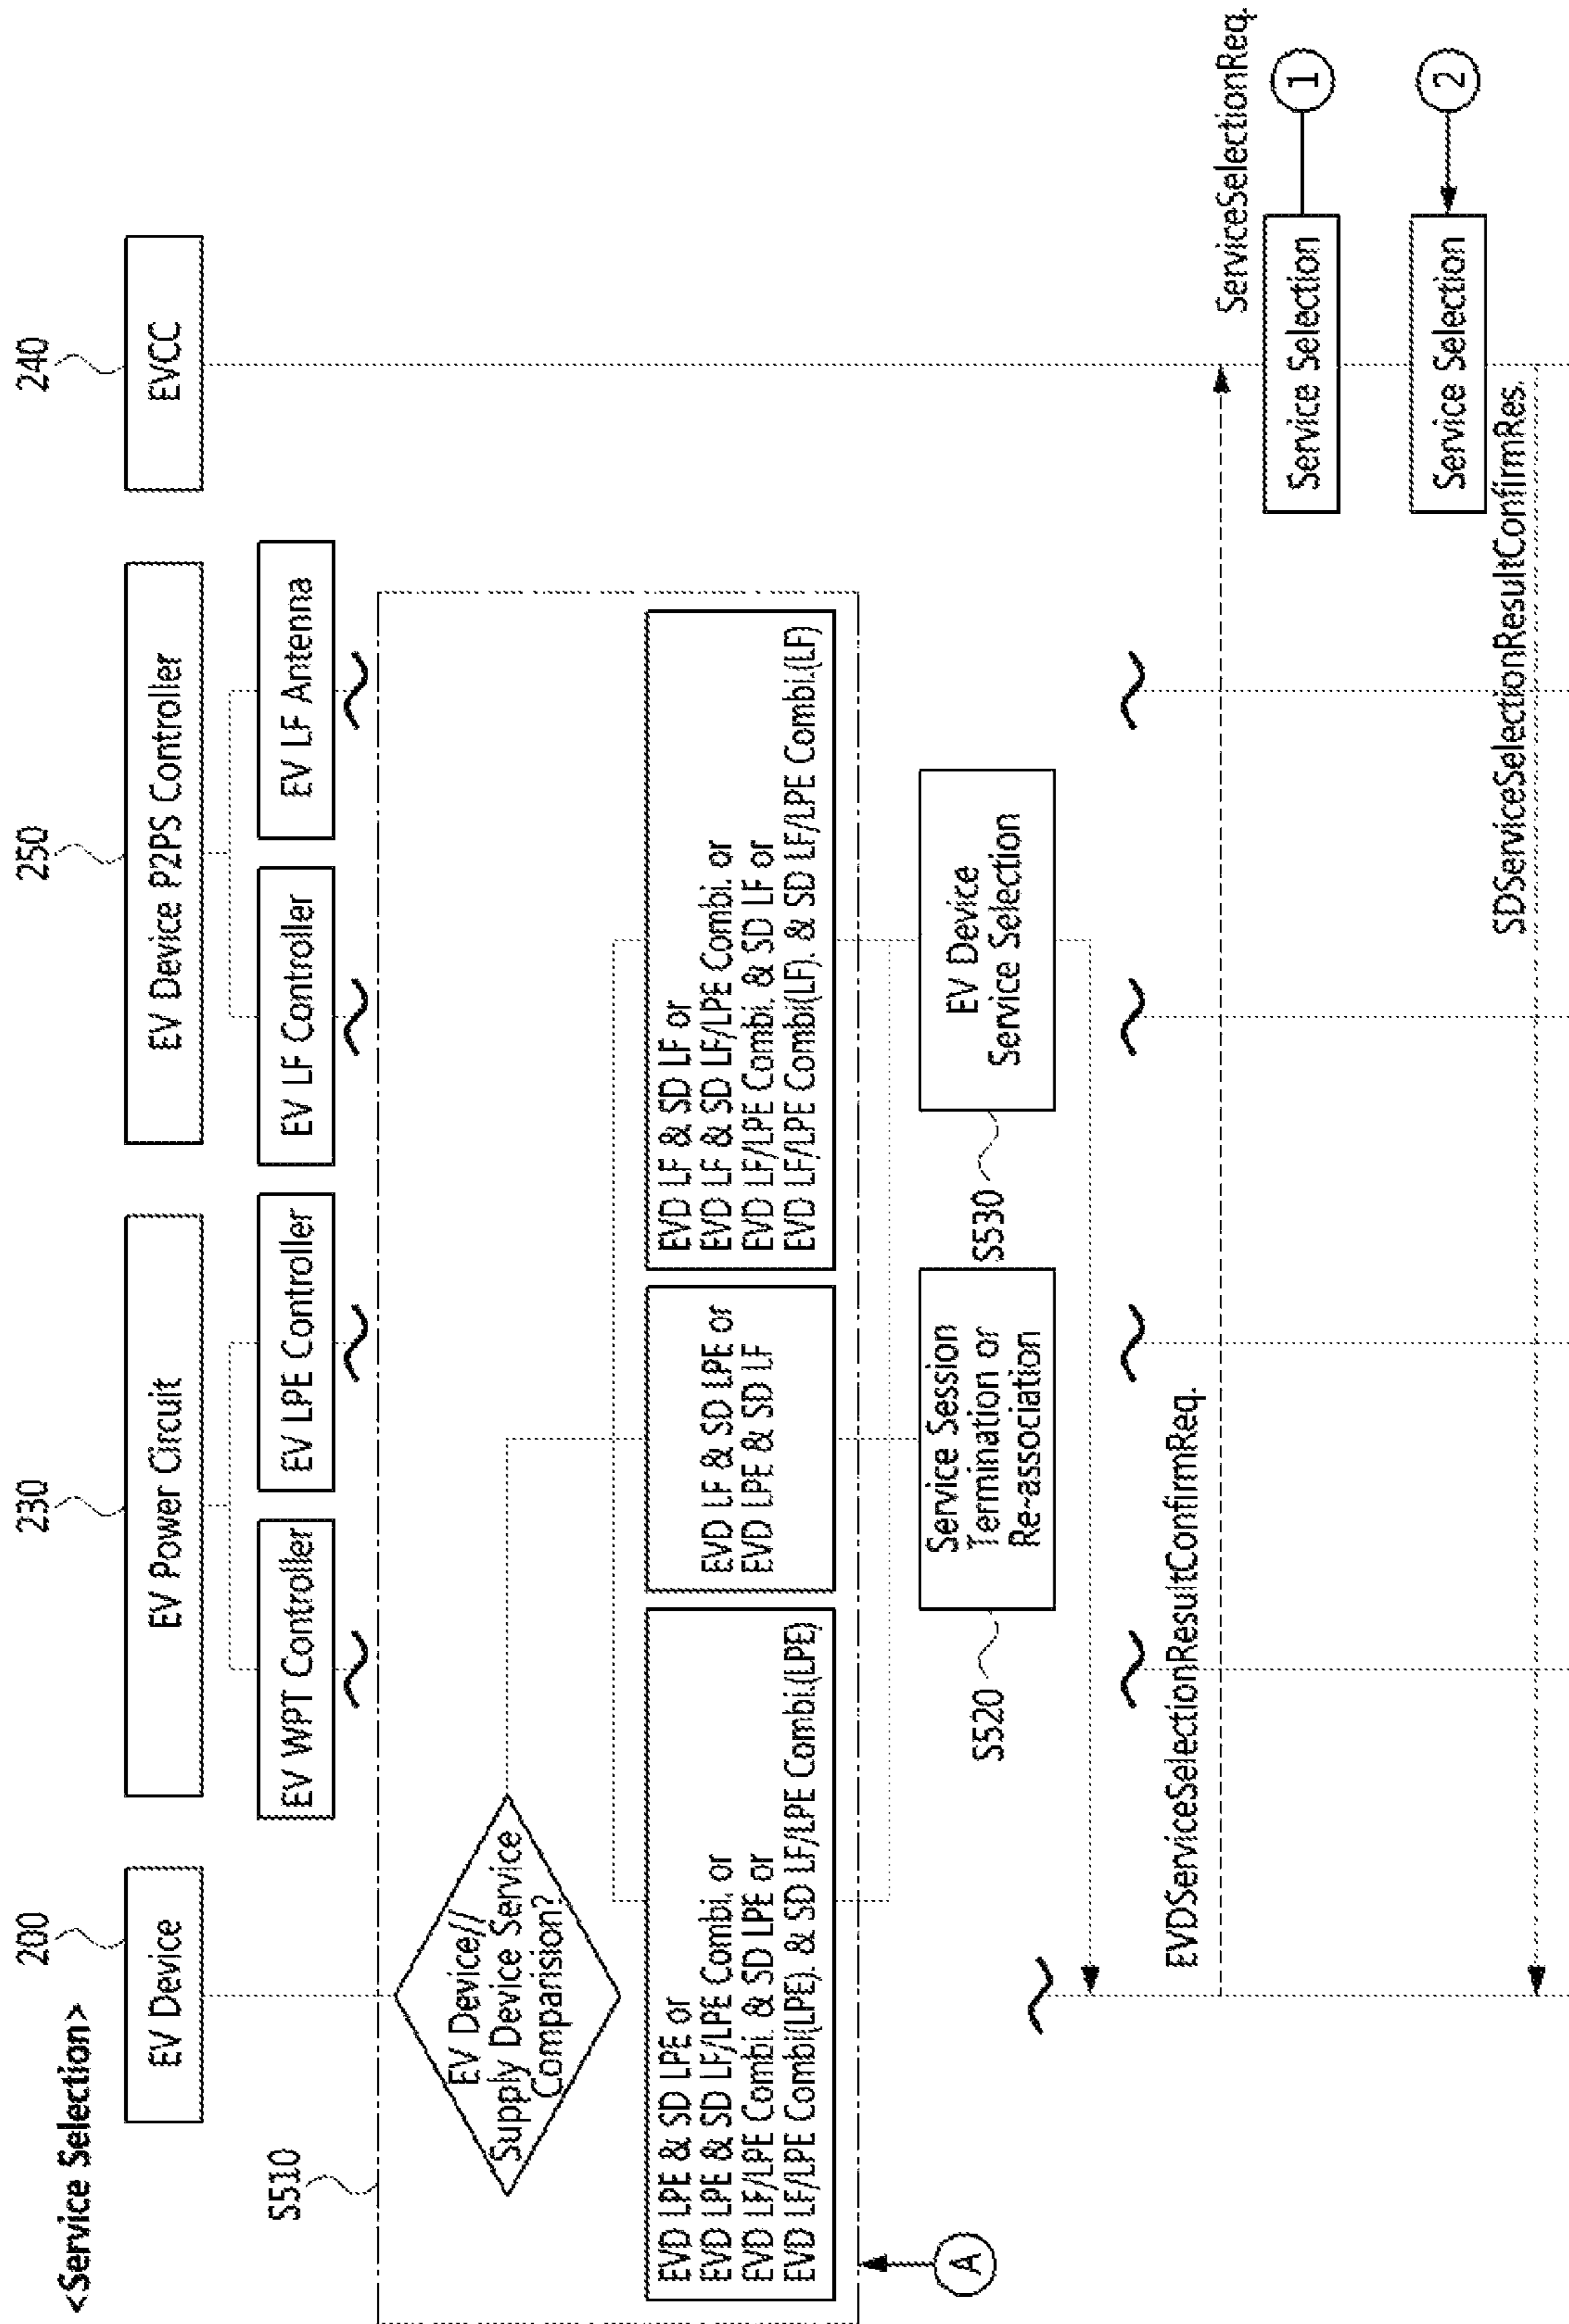 <Service Selection>
200
230
250
240
EV Device
EV Power Circuit
EV Device P2PS Controller
EVCC
EV WPT Controller
EV LPE Controller
EV LF Controller
EV LF Antenna
S510
EV Device//
Supply Device Service
Comparision?
EVD LPE & SD LPE or
EVD LPE & SD LF/LPE Combi. or
EVD LF/LPE Combi. & SD LPE or
EVD LF/LPE Combi(LPE). & SD LF/LPE Combi.(LPE)
EVD LF & SD LPE or
EVD LPE & SD LF
EVD LF & SD LF or
EVD LF & SD LF/LPE Combi. or
EVD LF/LPE Combi. & SD LF or
EVD LF/LPE Combi(LF). & SD LF/LPE Combi.(LF)
A
S520
Service Session
Termination or
Re-association
S530
EV Device
Service Selection
EVDServiceSelectionResultConfirmReq.
ServiceSelectionReq.
Service Selection
1
Service Selection
2
SDServiceSelectionResultConfirmRes.